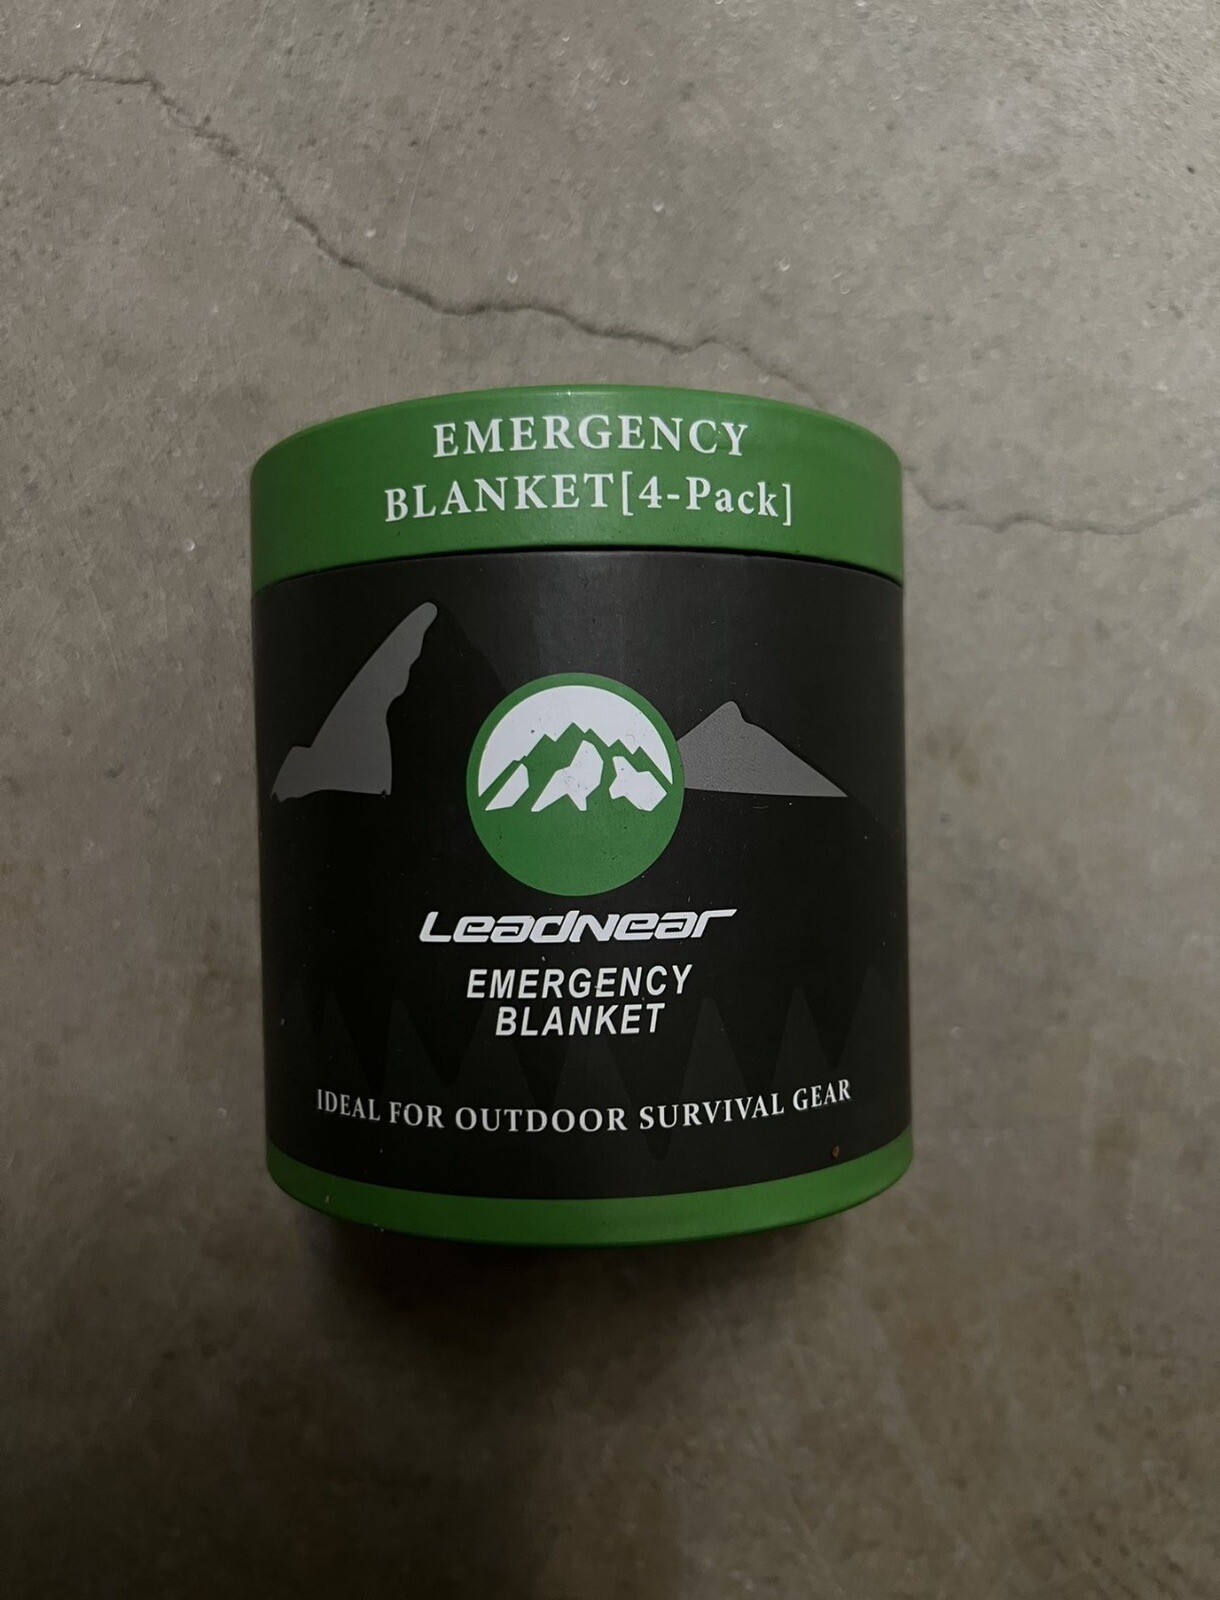 EMERGENCY
BLANKET[4-Pack]
LeadNear
EMERGENCY
BLANKET
IDEAL FOR OUTDOOR SURVIVAL GEAR